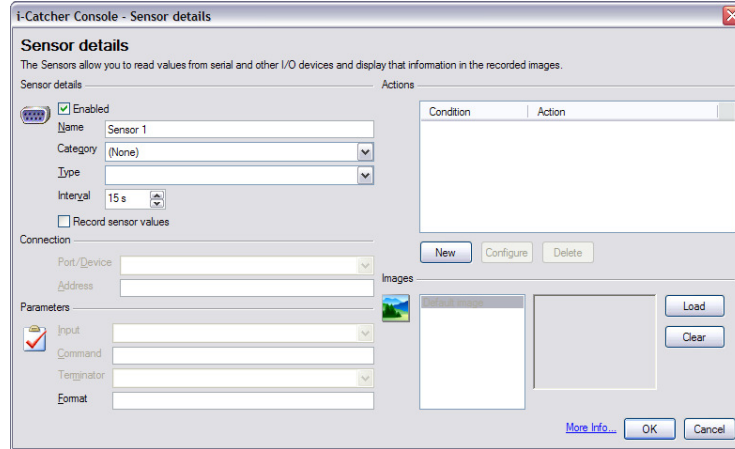 i-Catcher Console - Sensor details
Sensor details
The Sensors allow you to read values from serial and other I/O devices and display that information in the recorded images.
Sensor details
Enabled
Name Sensor 1
Category (None)
Type
Interval 15 s
Record sensor values
Connection
Port/Device
Address
Parameters
Input
Command
Terminator
Format
Actions
Condition Action
New Configure Delete
Images
Default Image
Load
Clear
More Info... OK Cancel